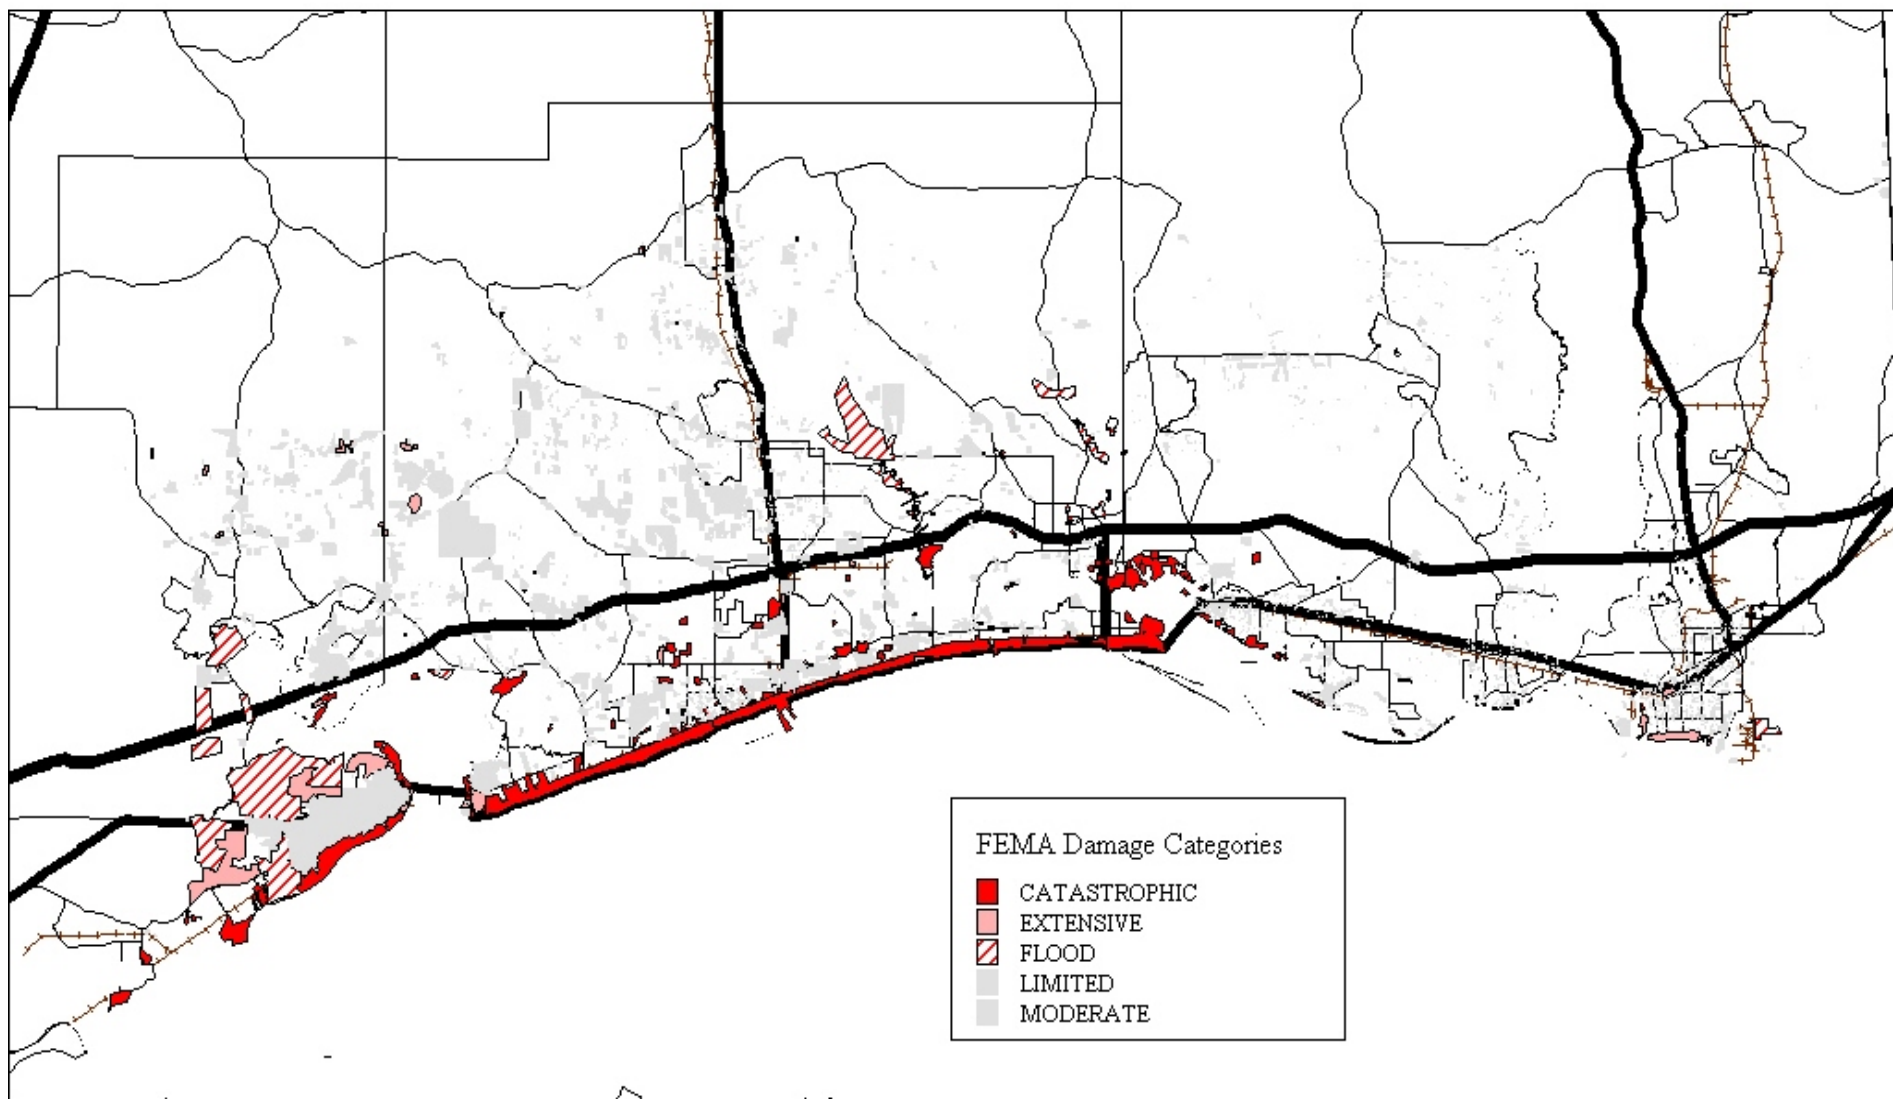 FEMA Damage Categories
CATASTROPHIC
EXTENSIVE
FLOOD
LIMITED
MODERATE